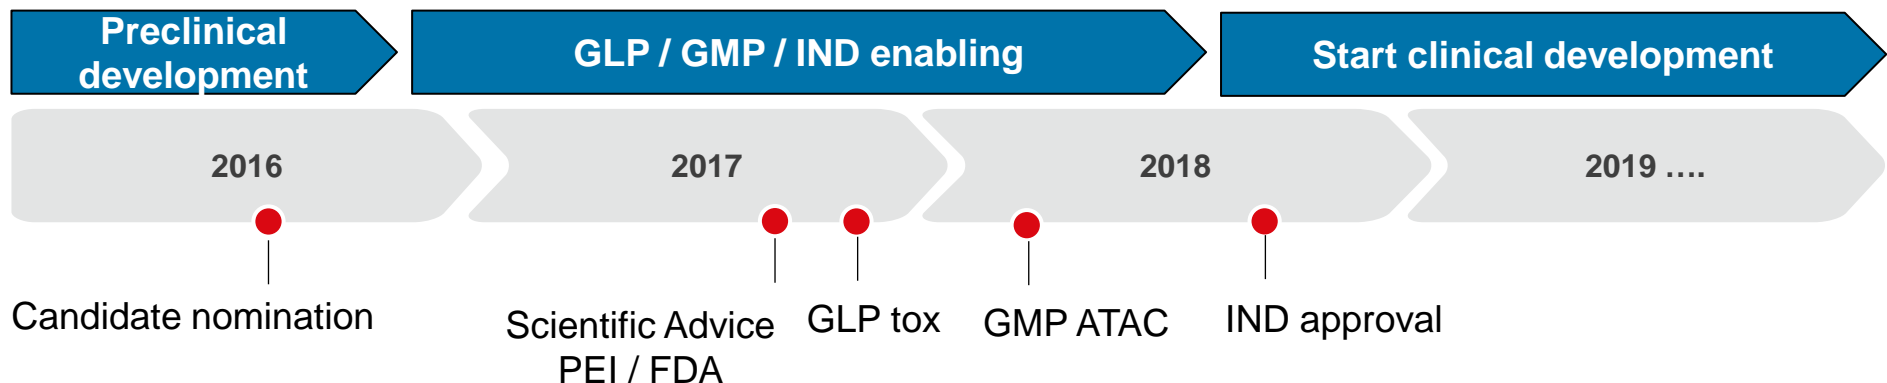 Preclinical
development
GLP / GMP / IND enabling
Start clinical development
2016
2017
2018
2019 ....
Candidate nomination
Scientific Advice
PEI / FDA
GLP tox
GMP ATAC
IND approval